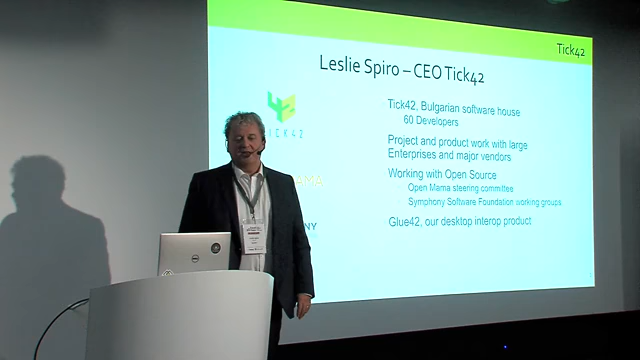 Tick42
Leslie Spiro – CEO Tick42
TICK42
Tick42, Bulgarian software house
60 Developers
Project and product work with large
Enterprises and major vendors
Working with Open Source
Open Mama steering committee
Symphony Software Foundation working groups
Glue42, our desktop interop product